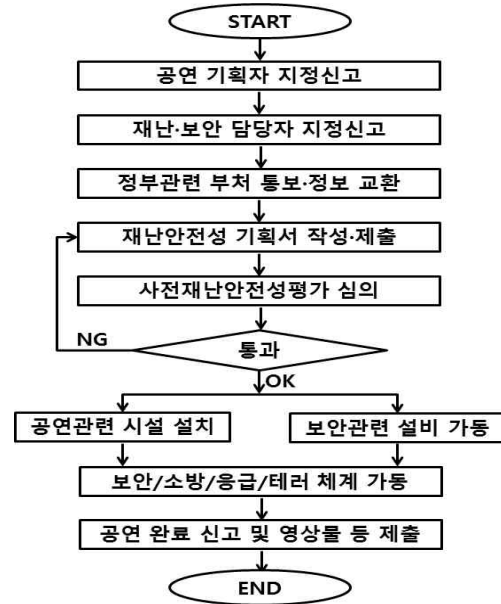 START
공연 기획자 지정신고
재난·보안 담당자 지정신고
정부관련 부처 통보·정보 교환
재난안전성 기획서 작성·제출
사전재난안전성평가 심의
통과
NG
OK
공연관련 시설 설치
보안관련 설비 가동
보안/소방/응급/테러 체계 가동
공연 완료 신고 및 영상물 등 제출
END